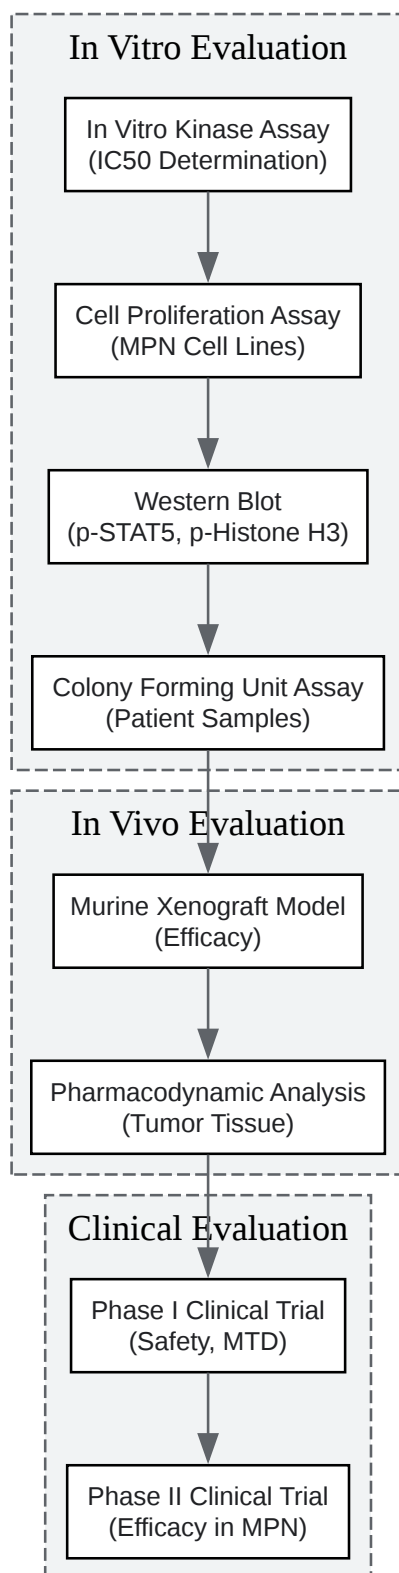 In Vitro Evaluation
In Vitro Kinase Assay
(IC50 Determination)
Cell Proliferation Assay
(MPN Cell Lines)
Western Blot
(p-STAT5, p-Histone H3)
Colony Forming Unit Assay
(Patient Samples)
In Vivo Evaluation
Murine Xenograft Model
(Efficacy)
Pharmacodynamic Analysis
(Tumor Tissue)
Clinical Evaluation
Phase I Clinical Trial
(Safety, MTD)
Phase II Clinical Trial
(Efficacy in MPN)